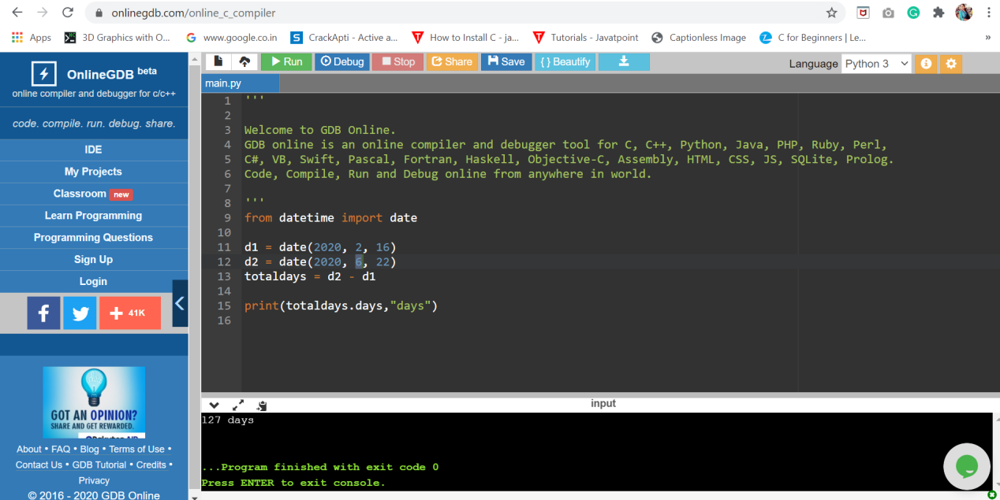 onlinegdb.com/online_c_compiler
Apps 3D Graphics with O... www.google.co.in CrackApti - Active a... How to Install C - ja... Tutorials - Javatpoint Captionless Image C for Beginners | Le... »
OnlineGDB beta
online compiler and debugger for c/c++
code. compile. run. debug. share.
IDE
My Projects
Classroom new
Learn Programming
Programming Questions
Sign Up
Login
41K
GOT AN OPINION?
SHARE AND GET REWARDED.
About • FAQ • Blog • Terms of Use •
Contact Us • GDB Tutorial • Credits •
Privacy
© 2016 - 2020 GDB Online
Run Debug Stop Share Save { } Beautify Language Python 3
main.py
1 '''
2
3 Welcome to GDB Online.
4 GDB online is an online compiler and debugger tool for C, C++, Python, Java, PHP, Ruby, Perl,
5 C#, VB, Swift, Pascal, Fortran, Haskell, Objective-C, Assembly, HTML, CSS, JS, SQLite, Prolog.
6 Code, Compile, Run and Debug online from anywhere in world.
7
8 '''
9 from datetime import date
10
11 d1 = date(2020, 2, 16)
12 d2 = date(2020, 6, 22)
13 totaldays = d2 - d1
14
15 print(totaldays.days,"days")
16
input
127 days
...Program finished with exit code 0
Press ENTER to exit console.